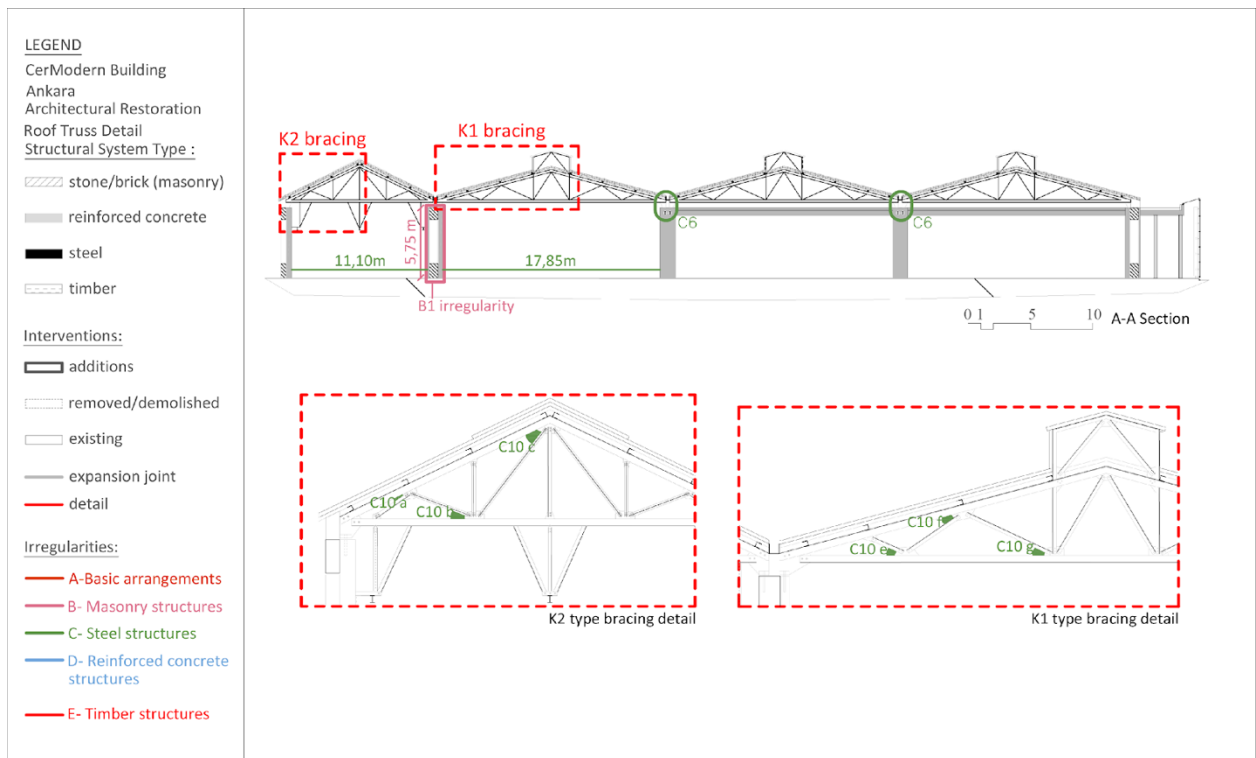 LEGEND
CerModern Building
Ankara
Architectural Restoration
Roof Truss Detail
Structural System Type :
stone/brick (masonry)
reinforced concrete
steel
timber
Interventions:
additions
removed/demolished
existing
expansion joint
detail
Irregularities:
A-Basic arrangements
B- Masonry structures
C- Steel structures
D- Reinforced concrete
structures
E- Timber structures
K2 bracing
K1 bracing
C6
C6
5,75 m
11,10m
17,85m
B1 irregularity
0 1 5 10
A-A Section
C10 c
C10 a
C10 b
K2 type bracing detail
C10 f
C10 e
C10 g
K1 type bracing detail